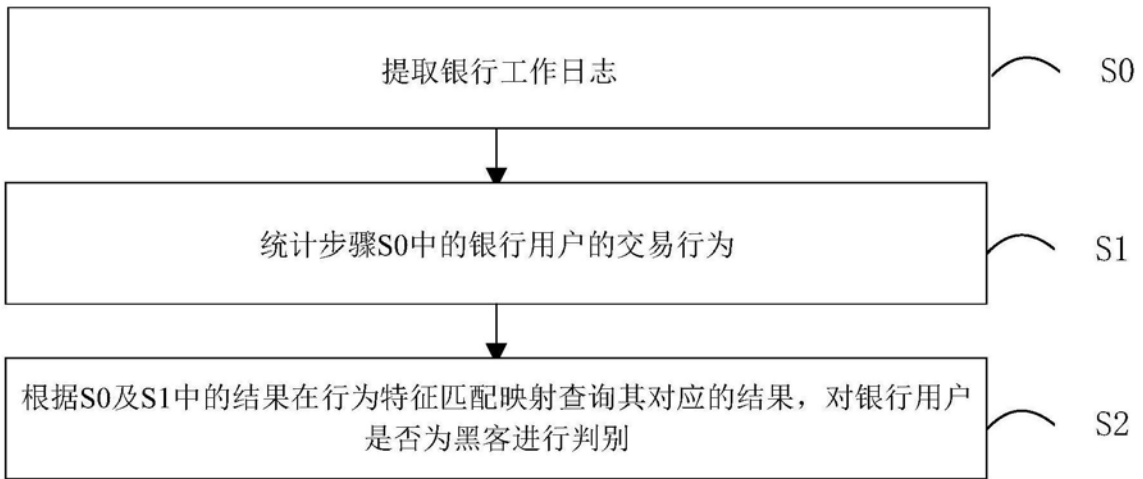 提取银行工作日志
S0
统计步骤S0中的银行用户的交易行为
S1
根据S0及S1中的结果在行为特征匹配映射查询其对应的结果，对银行用户
是否为黑客进行判别
S2